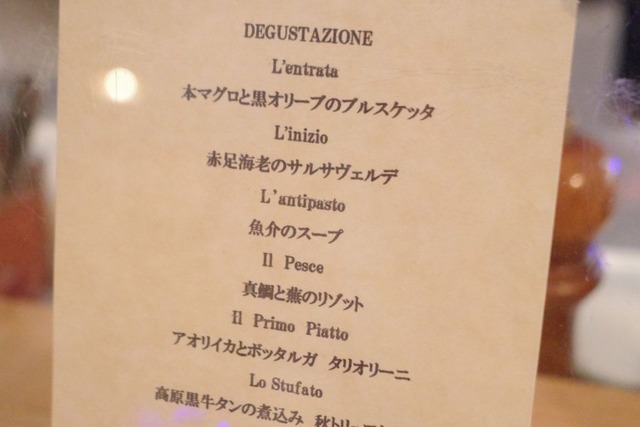 DEGUSTAZIONE
L'entrata
本マグロと黒オリーブのブルスケッタ
L'inizio
赤足海老のサルサヴェルデ
L'antipasto
魚介のスープ
Il Pesce
真鯛と蕪のリゾット
Il Primo Piatto
アオリイカとボッタルガ タリオリーニ
Lo Stufato
高原黒牛タンの煮込み